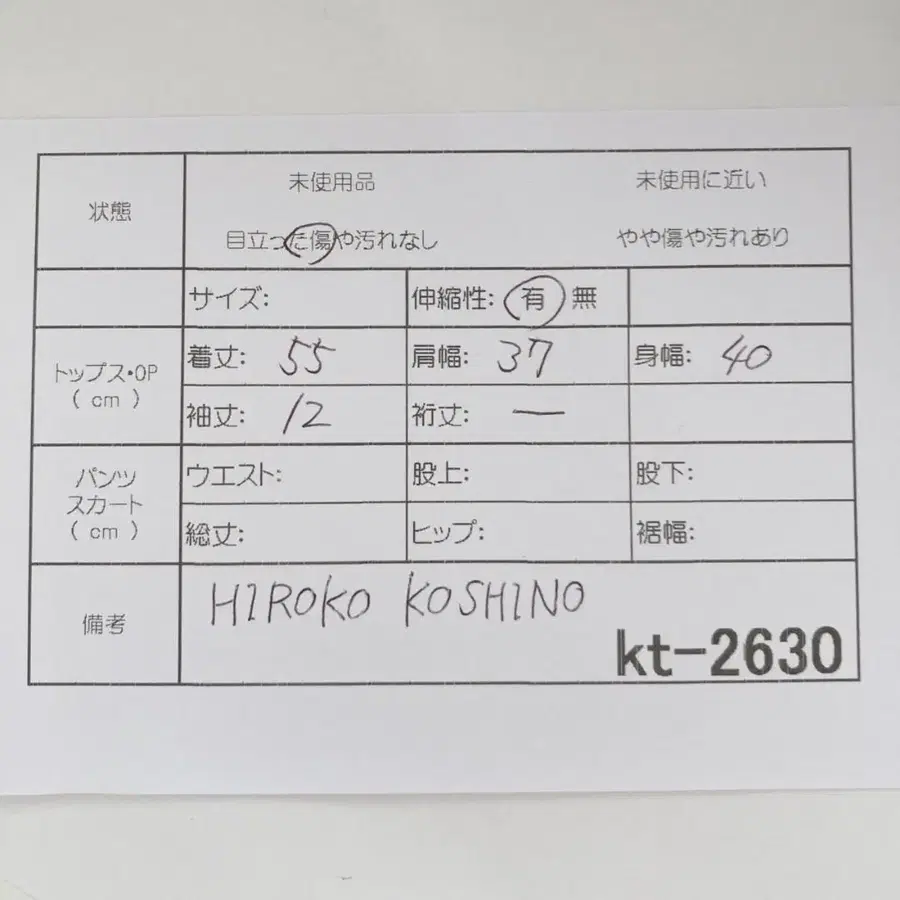 状態
未使用品 未使用に近い
目立った傷や汚れなし やや傷や汚れあり
サイズ: 伸縮性: 有 無
トップス・OP
( cm )
着丈: 55 肩幅: 37 身幅: 40
袖丈: 12 裄丈: ー
パンツ
スカート
( cm )
ウエスト: 股上: 股下:
総丈: ヒップ: 裾幅:
備考
HIROKO KOSHINO
kt-2630